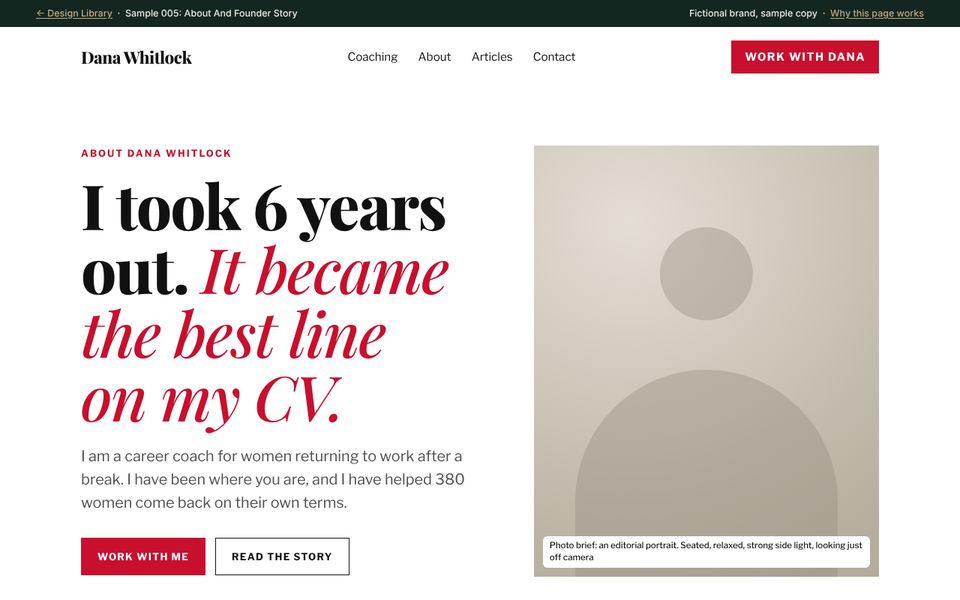 ← Design Library · Sample 005: About And Founder Story
Fictional brand, sample copy · Why this page works
Dana Whitlock
Coaching About Articles Contact
WORK WITH DANA
ABOUT DANA WHITLOCK
I took 6 years
out. It became
the best line
on my CV.
I am a career coach for women returning to work after a
break. I have been where you are, and I have helped 380
women come back on their own terms.
WORK WITH ME
READ THE STORY
Photo brief: an editorial portrait. Seated, relaxed, strong side light, looking just
off camera